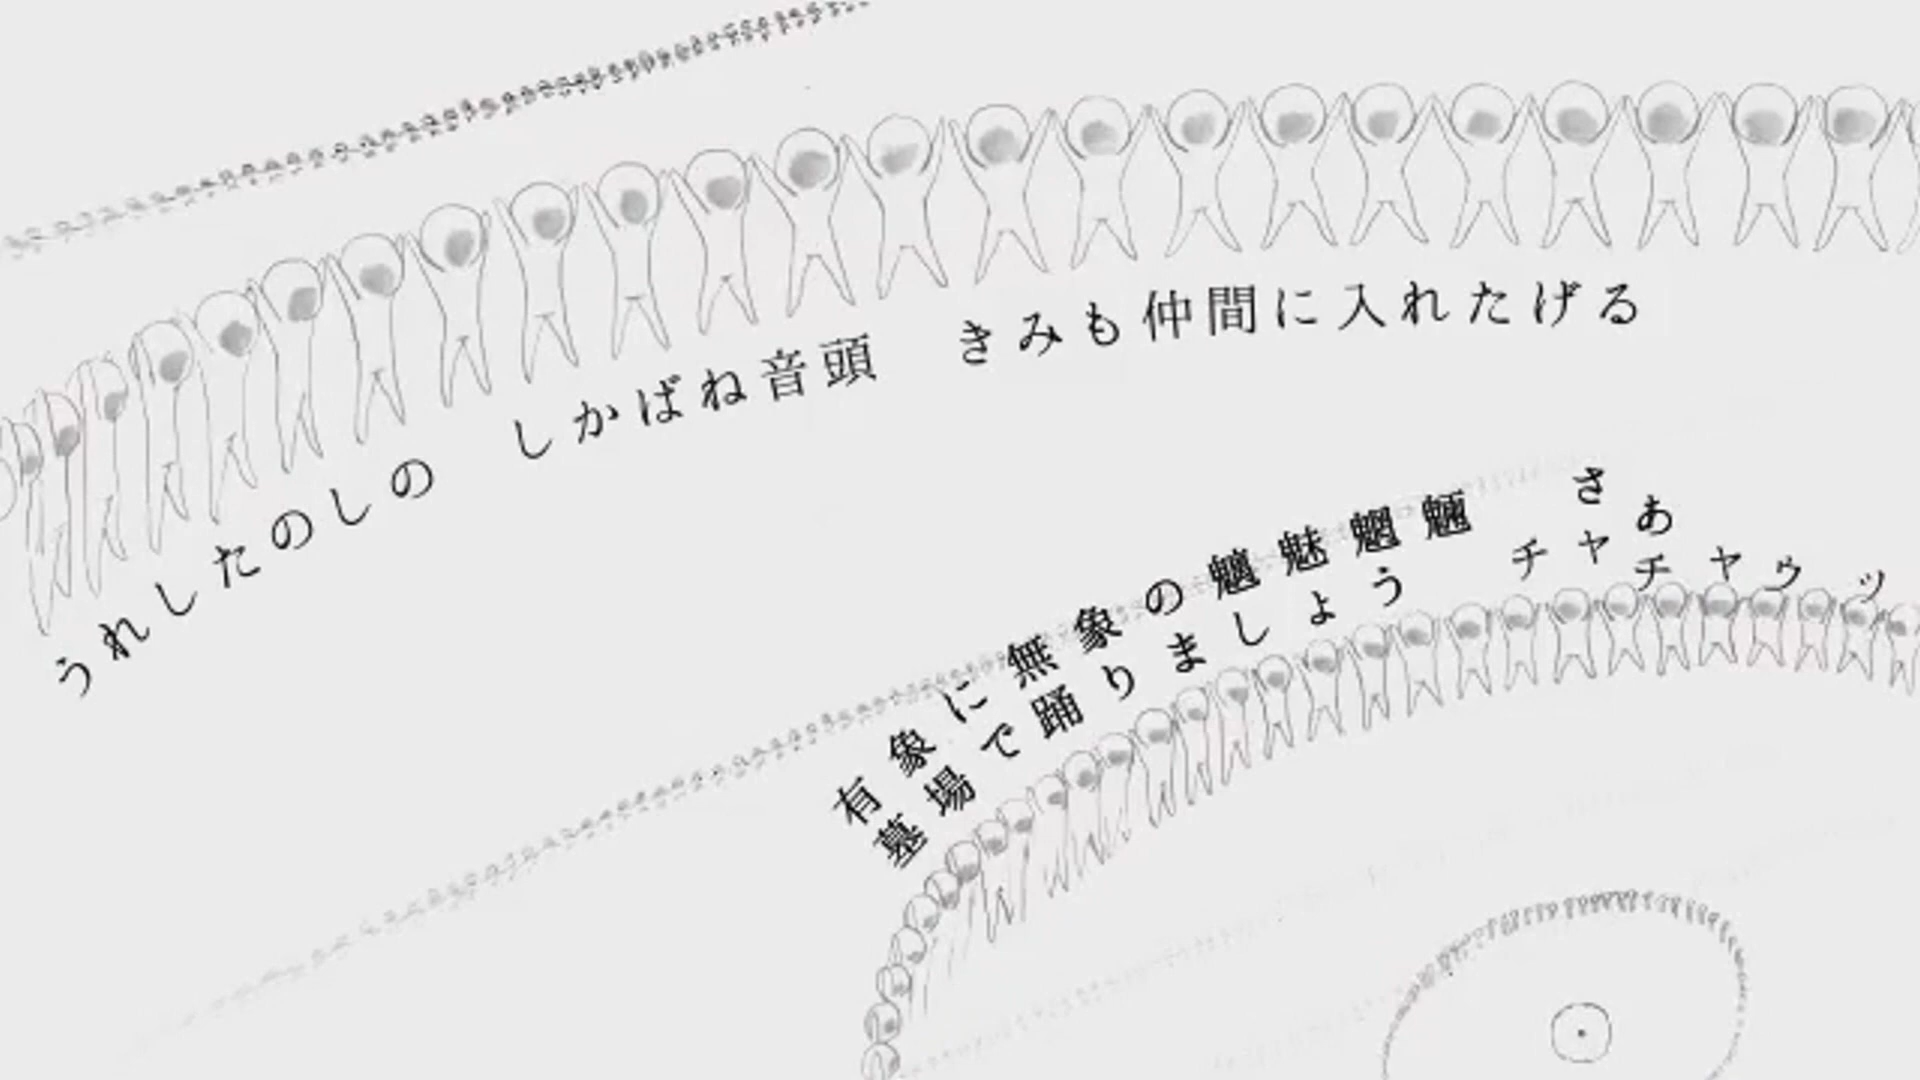 うれしたのしの　しかばね音頭　きみも仲間に入れたげる
有象に無象の魑魅魍魎　さあ
墓場で踊りましょう　チャチャゥッ